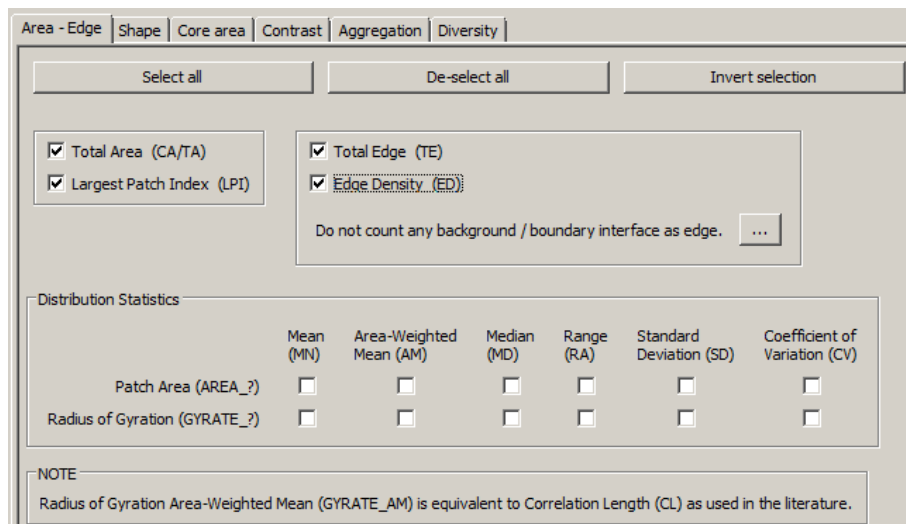 Area - Edge Shape Core area Contrast Aggregation Diversity
Select all De-select all Invert selection
Total Area (CA/TA)
Largest Patch Index (LPI)
Total Edge (TE)
Edge Density (ED)
Do not count any background / boundary interface as edge. ...
Distribution Statistics
Mean Area-Weighted Median Range Standard Coefficient of
(MN) Mean (AM) (MD) (RA) Deviation (SD) Variation (CV)
Patch Area (AREA_?)
Radius of Gyration (GYRATE_?)
NOTE
Radius of Gyration Area-Weighted Mean (GYRATE_AM) is equivalent to Correlation Length (CL) as used in the literature.